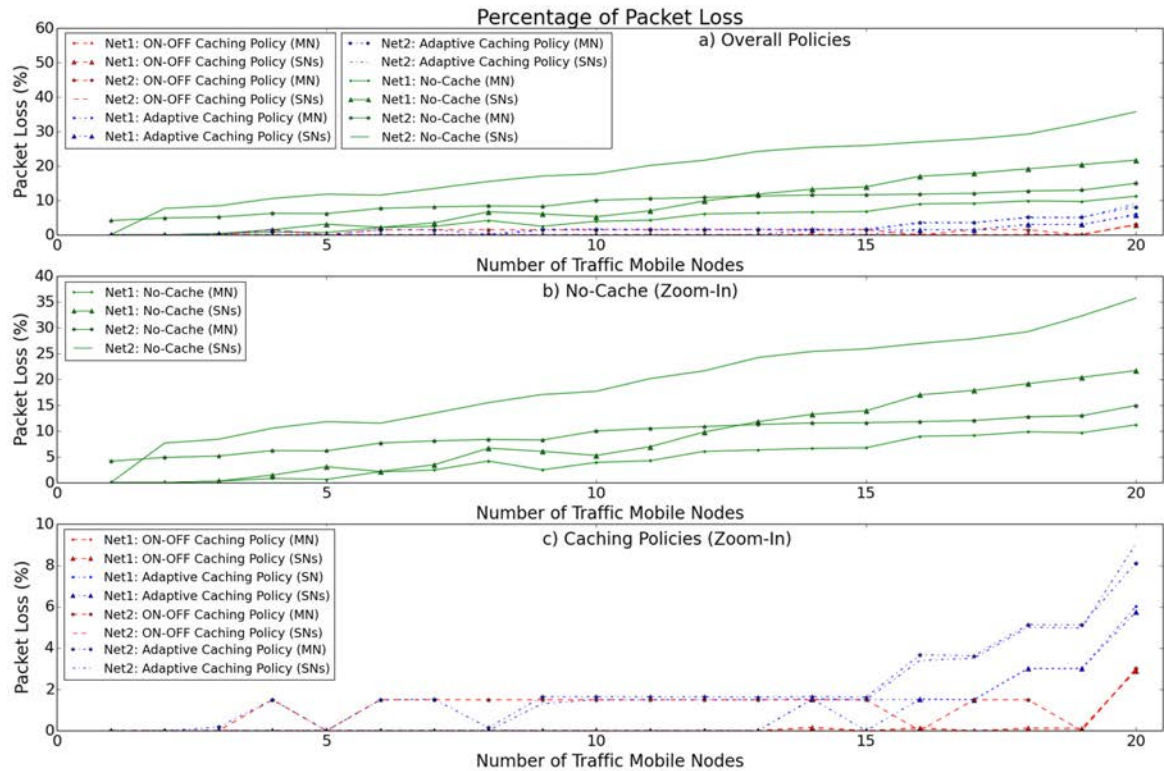 Percentage of Packet Loss
a) Overall Policies
Packet Loss (%)
60
50
40
30
20
10
0
Net1: ON-OFF Caching Policy (MN)
Net1: ON-OFF Caching Policy (SNs)
Net2: ON-OFF Caching Policy (MN)
Net2: ON-OFF Caching Policy (SNs)
Net1: Adaptive Caching Policy (MN)
Net1: Adaptive Caching Policy (SNs)
Net2: Adaptive Caching Policy (MN)
Net2: Adaptive Caching Policy (SNs)
Net1: No-Cache (MN)
Net1: No-Cache (SNs)
Net2: No-Cache (MN)
Net2: No-Cache (SNs)
0 5 10 15 20
Number of Traffic Mobile Nodes
b) No-Cache (Zoom-In)
Packet Loss (%)
40
35
30
25
20
15
10
5
0
Net1: No-Cache (MN)
Net1: No-Cache (SNs)
Net2: No-Cache (MN)
Net2: No-Cache (SNs)
0 5 10 15 20
Number of Traffic Mobile Nodes
c) Caching Policies (Zoom-In)
Packet Loss (%)
10
8
6
4
2
0
Net1: ON-OFF Caching Policy (MN)
Net1: ON-OFF Caching Policy (SNs)
Net1: Adaptive Caching Policy (SN)
Net1: Adaptive Caching Policy (SNs)
Net2: ON-OFF Caching Policy (MN)
Net2: ON-OFF Caching Policy (SNs)
Net2: Adaptive Caching Policy (MN)
Net2: Adaptive Caching Policy (SNs)
0 5 10 15 20
Number of Traffic Mobile Nodes